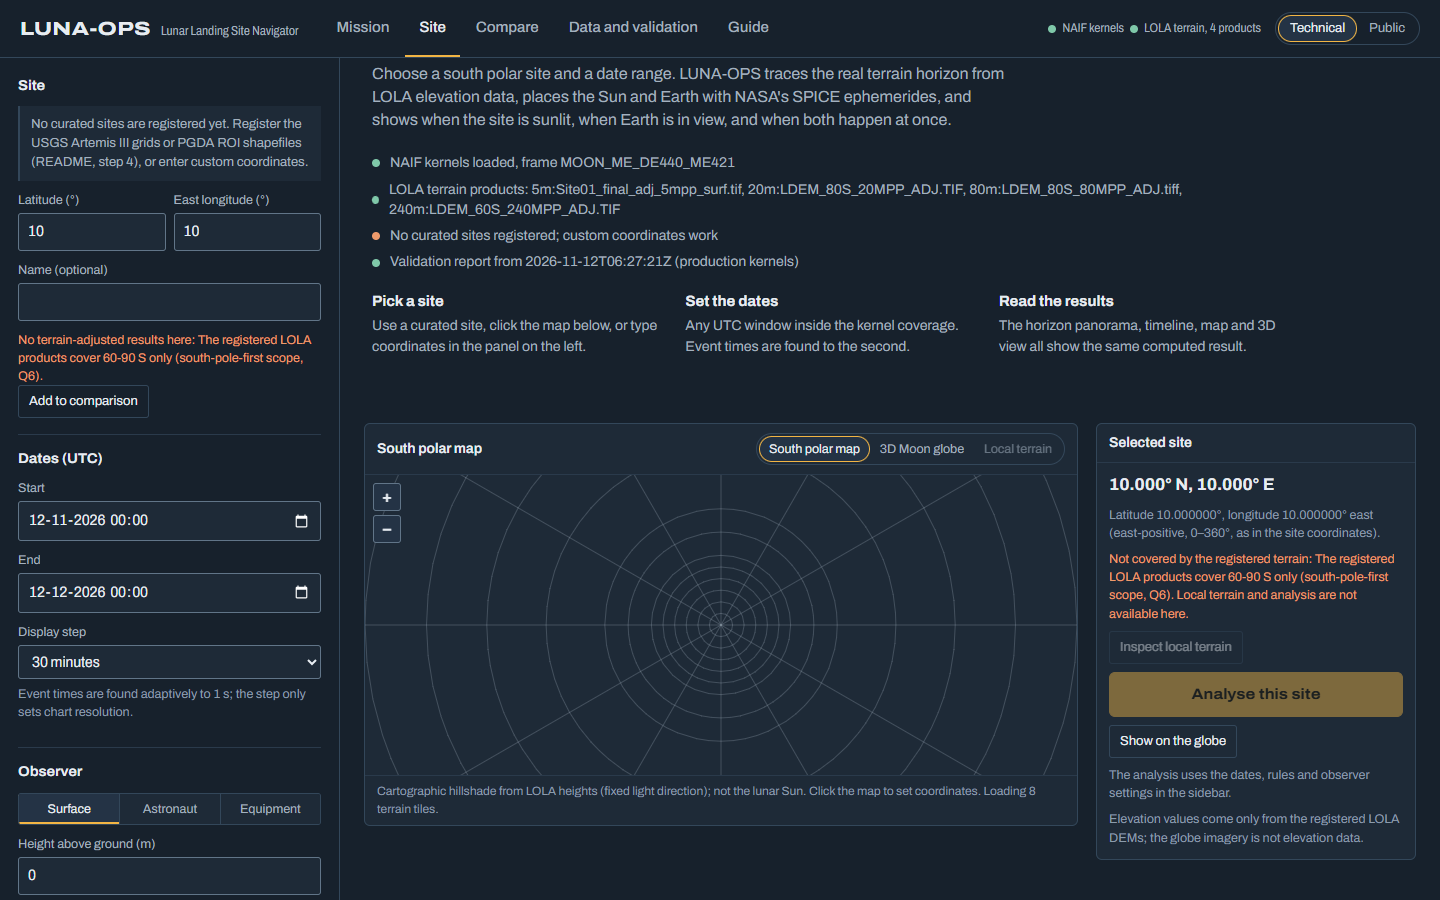 LUNA-OPS Lunar Landing Site Navigator Mission Site Compare Data and validation Guide NAIF kernels LOLA terrain, 4 products Technical Public
Site
No curated sites are registered yet. Register the
USGS Artemis III grids or PGDA ROI shapefiles
(README, step 4), or enter custom coordinates.
Latitude (°) East longitude (°)
10 10
Name (optional)
No terrain-adjusted results here: The registered LOLA
products cover 60-90 S only (south-pole-first scope,
Q6).
Add to comparison
Dates (UTC)
Start
12-11-2026 00:00
End
12-12-2026 00:00
Display step
30 minutes
Event times are found adaptively to 1 s; the step only
sets chart resolution.
Observer
Surface Astronaut Equipment
Height above ground (m)
0
Choose a south polar site and a date range. LUNA-OPS traces the real terrain horizon from
LOLA elevation data, places the Sun and Earth with NASA's SPICE ephemerides, and
shows when the site is sunlit, when Earth is in view, and when both happen at once.
NAIF kernels loaded, frame MOON_ME_DE440_ME421
LOLA terrain products: 5m:Site01_final_adj_5mpp_surf.tif, 20m:LDEM_80S_20MPP_ADJ.TIF, 80m:LDEM_80S_80MPP_ADJ.tiff,
240m:LDEM_60S_240MPP_ADJ.TIF
No curated sites registered; custom coordinates work
Validation report from 2026-11-12T06:27:21Z (production kernels)
Pick a site
Use a curated site, click the map below, or type
coordinates in the panel on the left.
Set the dates
Any UTC window inside the kernel coverage.
Event times are found to the second.
Read the results
The horizon panorama, timeline, map and 3D
view all show the same computed result.
South polar map South polar map 3D Moon globe Local terrain
+
−
Cartographic hillshade from LOLA heights (fixed light direction); not the lunar Sun. Click the map to set coordinates. Loading 8
terrain tiles.
Selected site
10.000° N, 10.000° E
Latitude 10.000000°, longitude 10.000000° east
(east-positive, 0–360°, as in the site coordinates).
Not covered by the registered terrain: The registered
LOLA products cover 60-90 S only (south-pole-first
scope, Q6). Local terrain and analysis are not
available here.
Inspect local terrain
Analyse this site
Show on the globe
The analysis uses the dates, rules and observer
settings in the sidebar.
Elevation values come only from the registered LOLA
DEMs; the globe imagery is not elevation data.